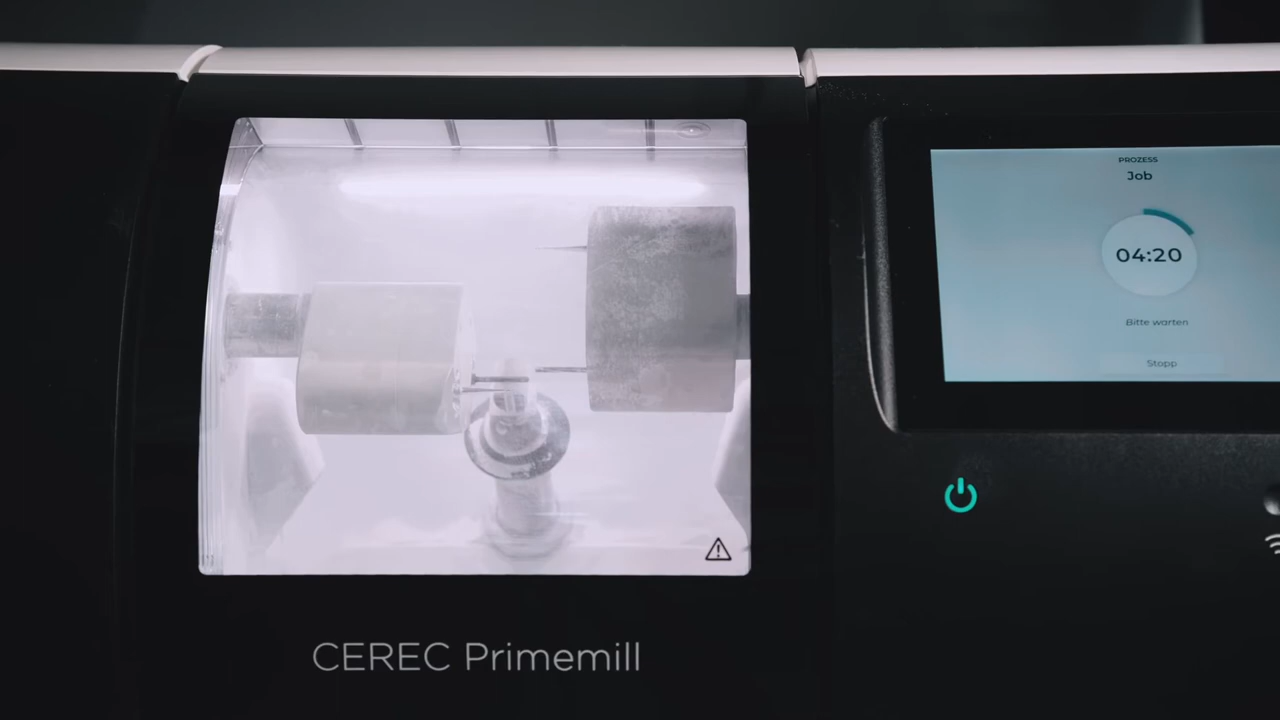 PROZESS
Job
04:20
Bitte warten
Stopp
CEREC Primemill